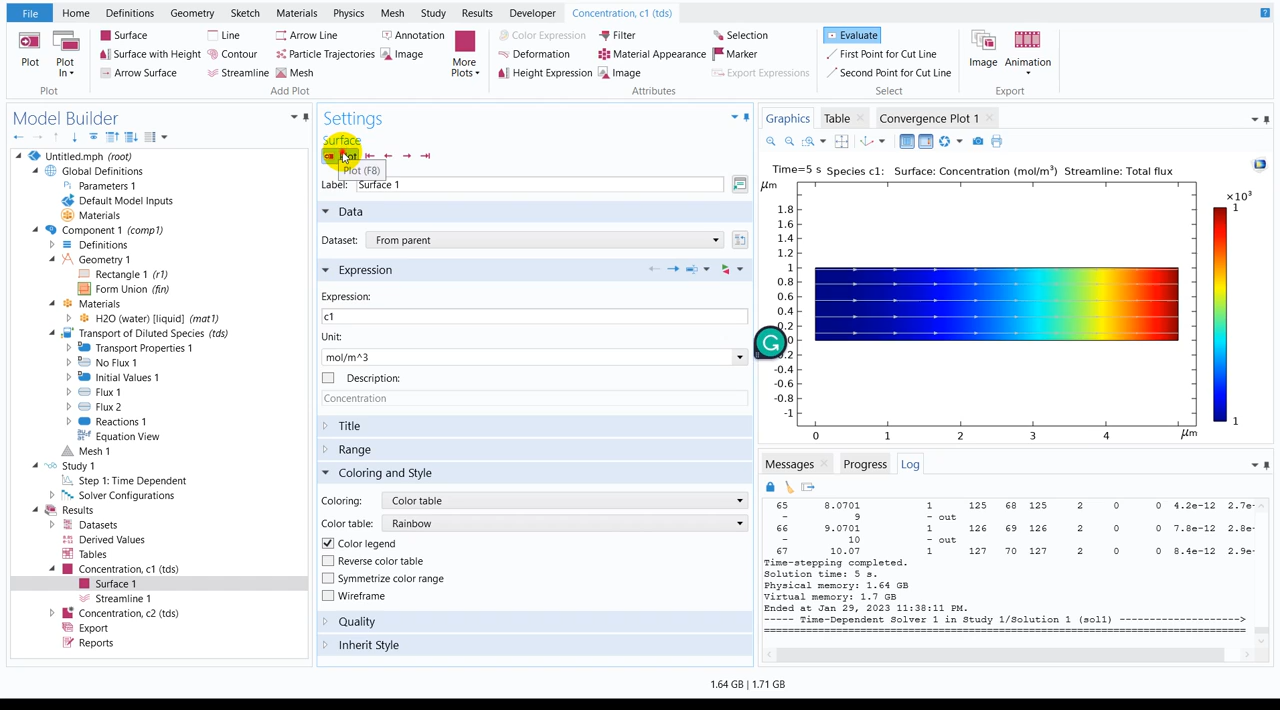 File Home Definitions Geometry Sketch Materials Physics Mesh Study Results Developer Concentration, c1 (tds)
Plot
Plot In
Surface
Surface with Height
Arrow Surface
Line
Contour
Streamline
Arrow Line
Particle Trajectories
Mesh
Annotation
Image
More Plots
Color Expression
Deformation
Height Expression
Filter
Material Appearance
Image
Selection
Marker
Export Expressions
Evaluate
First Point for Cut Line
Second Point for Cut Line
Image
Animation
Plot Add Plot Attributes Select Export
Model Builder
Untitled.mph (root)
Global Definitions
Parameters 1
Default Model Inputs
Materials
Component 1 (comp1)
Definitions
Geometry 1
Rectangle 1 (r1)
Form Union (fin)
Materials
H2O (water) [liquid] (mat1)
Transport of Diluted Species (tds)
Transport Properties 1
No Flux 1
Initial Values 1
Flux 1
Flux 2
Reactions 1
Equation View
Mesh 1
Study 1
Step 1: Time Dependent
Solver Configurations
Results
Datasets
Derived Values
Tables
Concentration, c1 (tds)
Surface 1
Streamline 1
Concentration, c2 (tds)
Export
Reports
Settings
Surface
Plot (F8)
Label: Surface 1
Data
Dataset: From parent
Expression
Expression:
c1
Unit:
mol/m^3
Description:
Concentration
Title
Range
Coloring and Style
Coloring: Color table
Color table: Rainbow
Color legend
Reverse color table
Symmetrize color range
Wireframe
Quality
Inherit Style
Graphics Table Convergence Plot 1
Time=5 s Species c1: Surface: Concentration (mol/m³) Streamline: Total flux
μm
1.8
1.6
1.4
1.2
1
0.8
0.6
0.4
0.2
0
-0.2
-0.4
-0.6
-0.8
-1
0 1 2 3 4 μm
×10³
1
1
Messages Progress Log
65 8.0701 1 125 68 125 2 0 0 4.2e-12 2.7e-
- 9 - out
66 9.0701 1 126 69 126 2 0 0 7.8e-12 2.8e-
- 10 - out
67 10.07 1 127 70 127 2 0 0 8.4e-12 2.9e-
Time-stepping completed.
Solution time: 5 s.
Physical memory: 1.64 GB
Virtual memory: 1.7 GB
Ended at Jan 29, 2023 11:38:11 PM.
----- Time-Dependent Solver 1 in Study 1/Solution 1 (sol1) -------------------->
1.64 GB | 1.71 GB